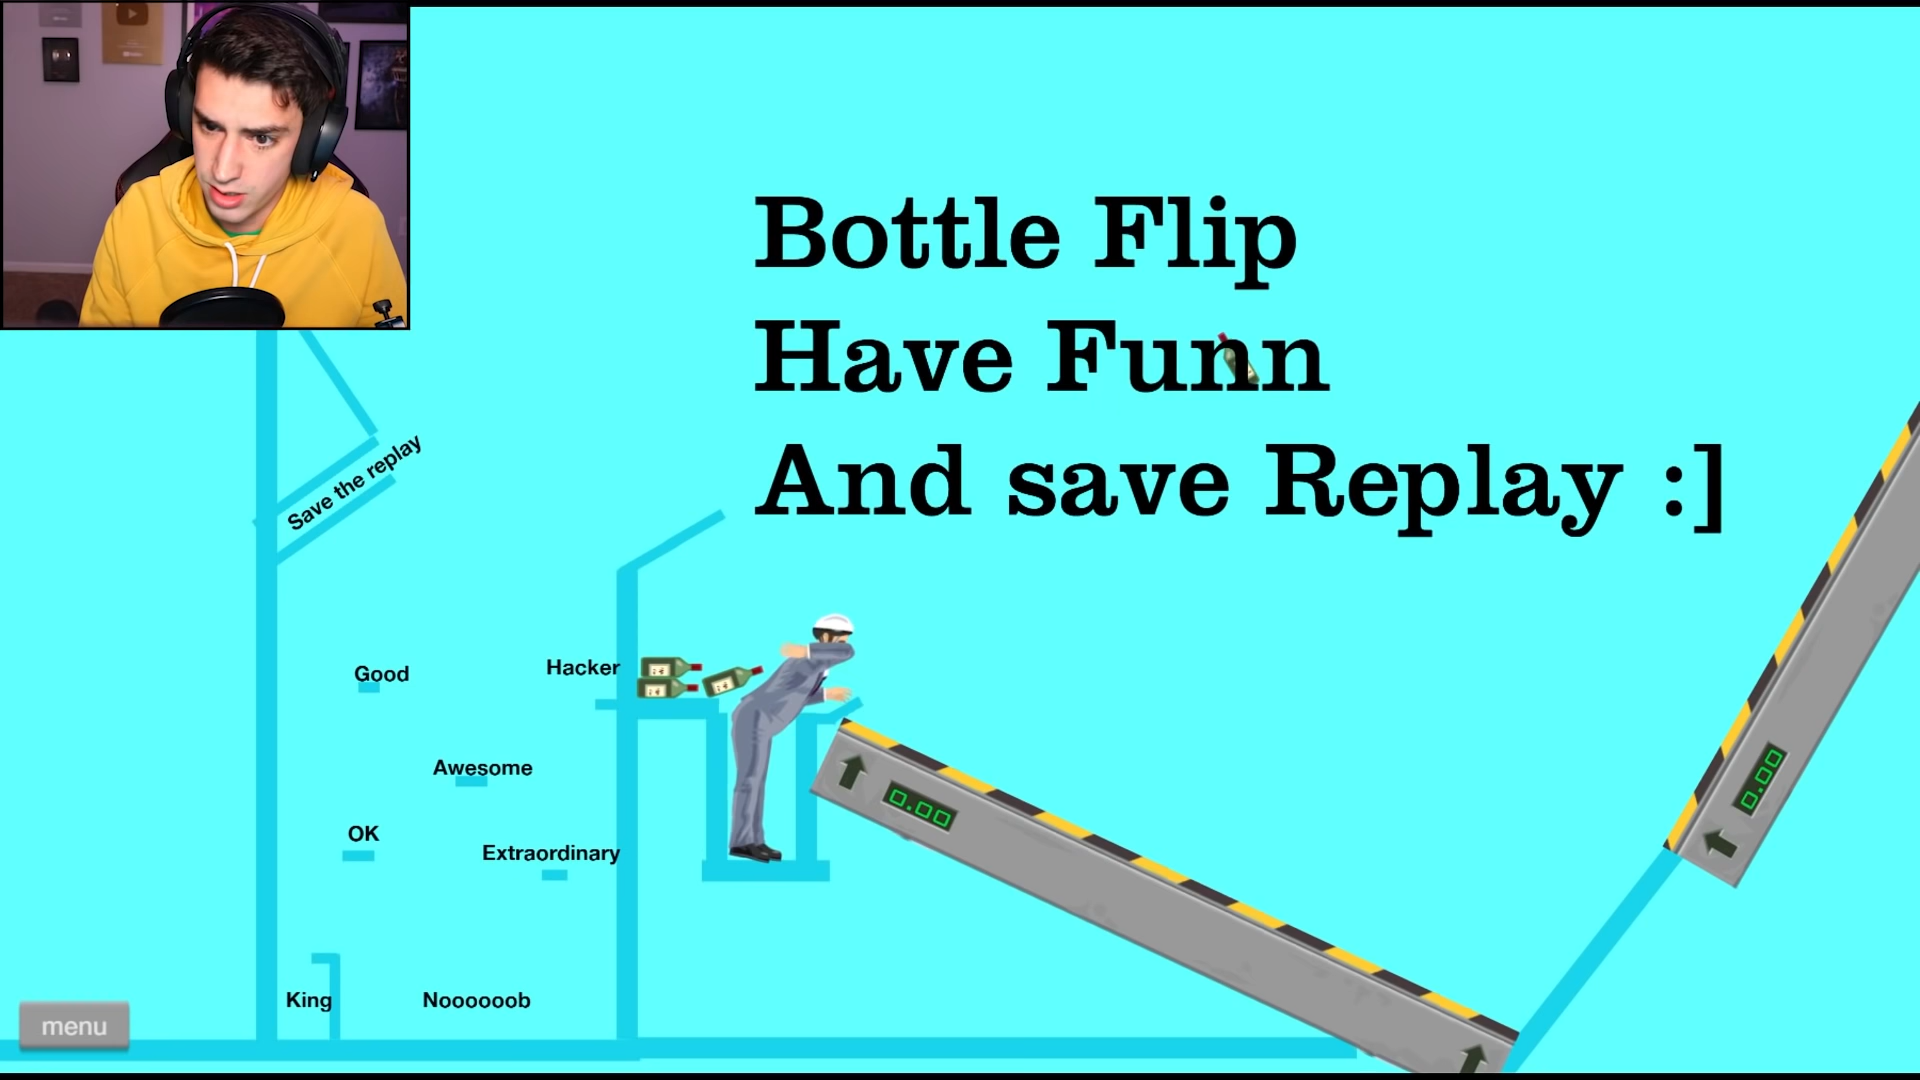 Bottle Flip
Have Funn
And save Replay :]
Save the replay
Good
Hacker
Awesome
OK
Extraordinary
King
Noooooob
menu
0.00
0.00